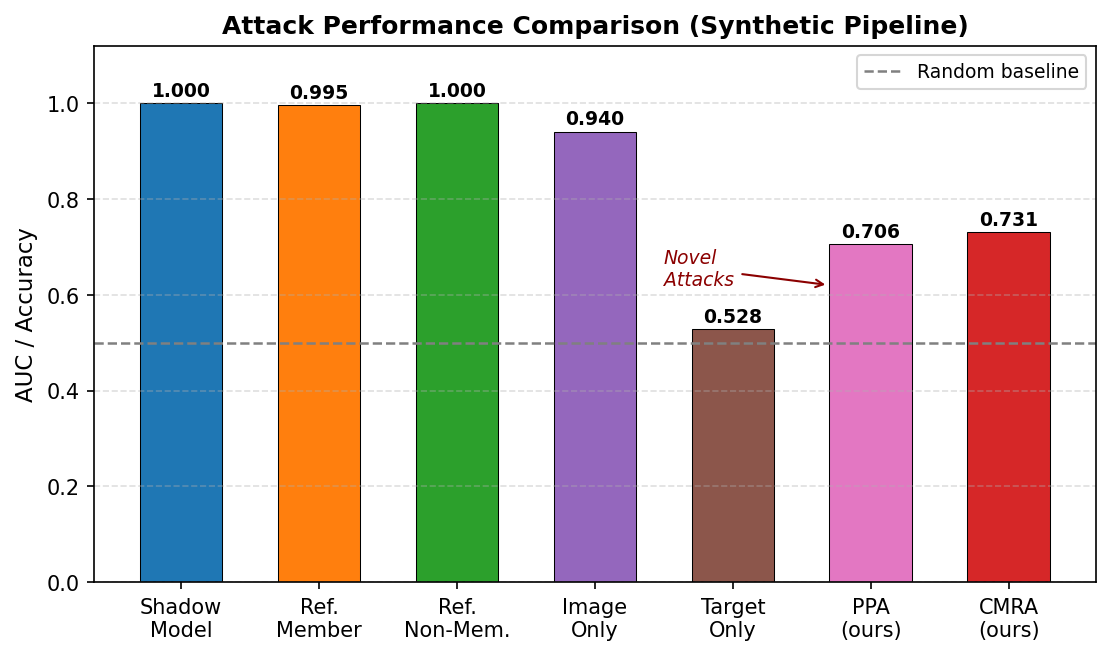 Attack Performance Comparison (Synthetic Pipeline)
Random baseline
AUC / Accuracy
1.0
0.8
0.6
0.4
0.2
0.0
1.000
0.995
1.000
0.940
0.528
0.706
0.731
Novel
Attacks
Shadow
Model
Ref.
Member
Ref.
Non-Mem.
Image
Only
Target
Only
PPA
(ours)
CMRA
(ours)